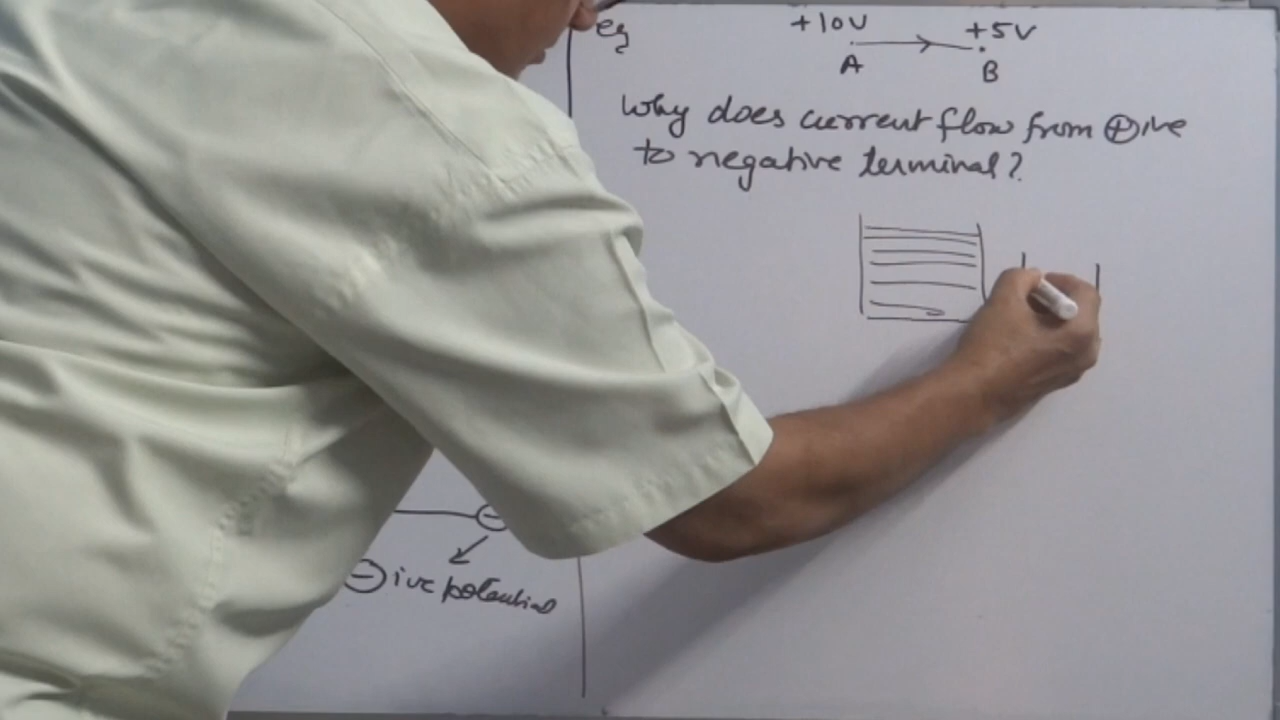 eg
+10V +5V
A B
Why does current flow from ⊕ive
to negative terminal?
⊖
⊖ive potential